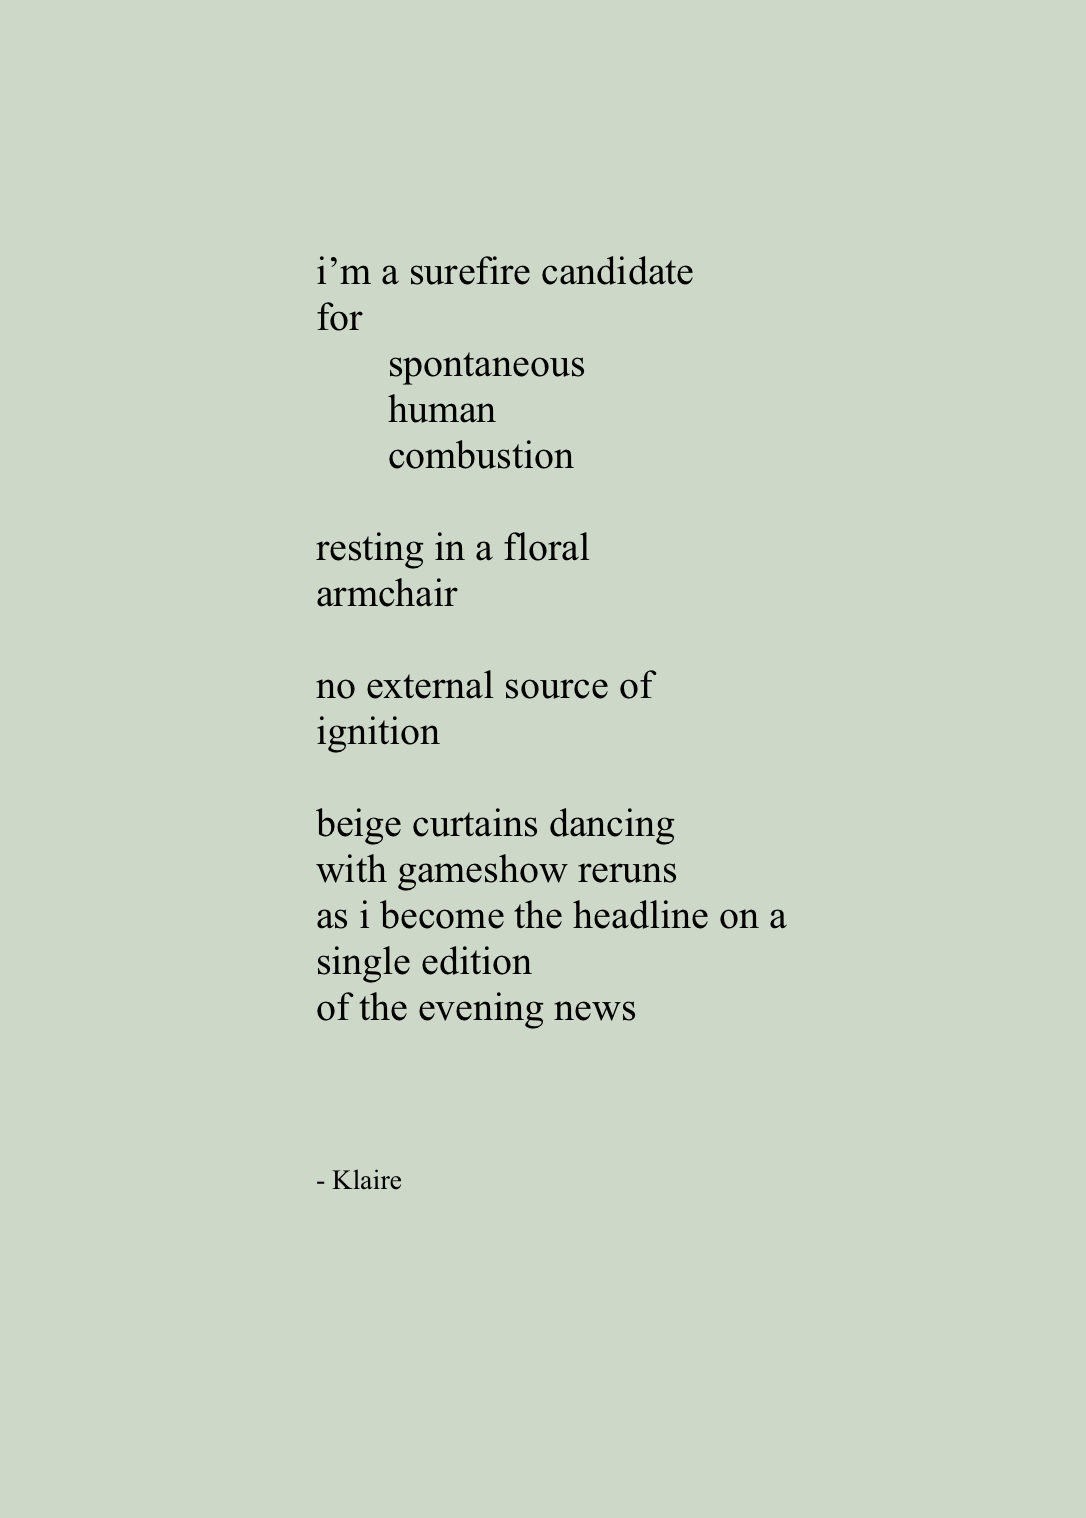 i’m a surefire candidate
for
spontaneous
human
combustion
resting in a floral
armchair
no external source of
ignition
beige curtains dancing
with gameshow reruns
as i become the headline on a
single edition
of the evening news
- Klaire